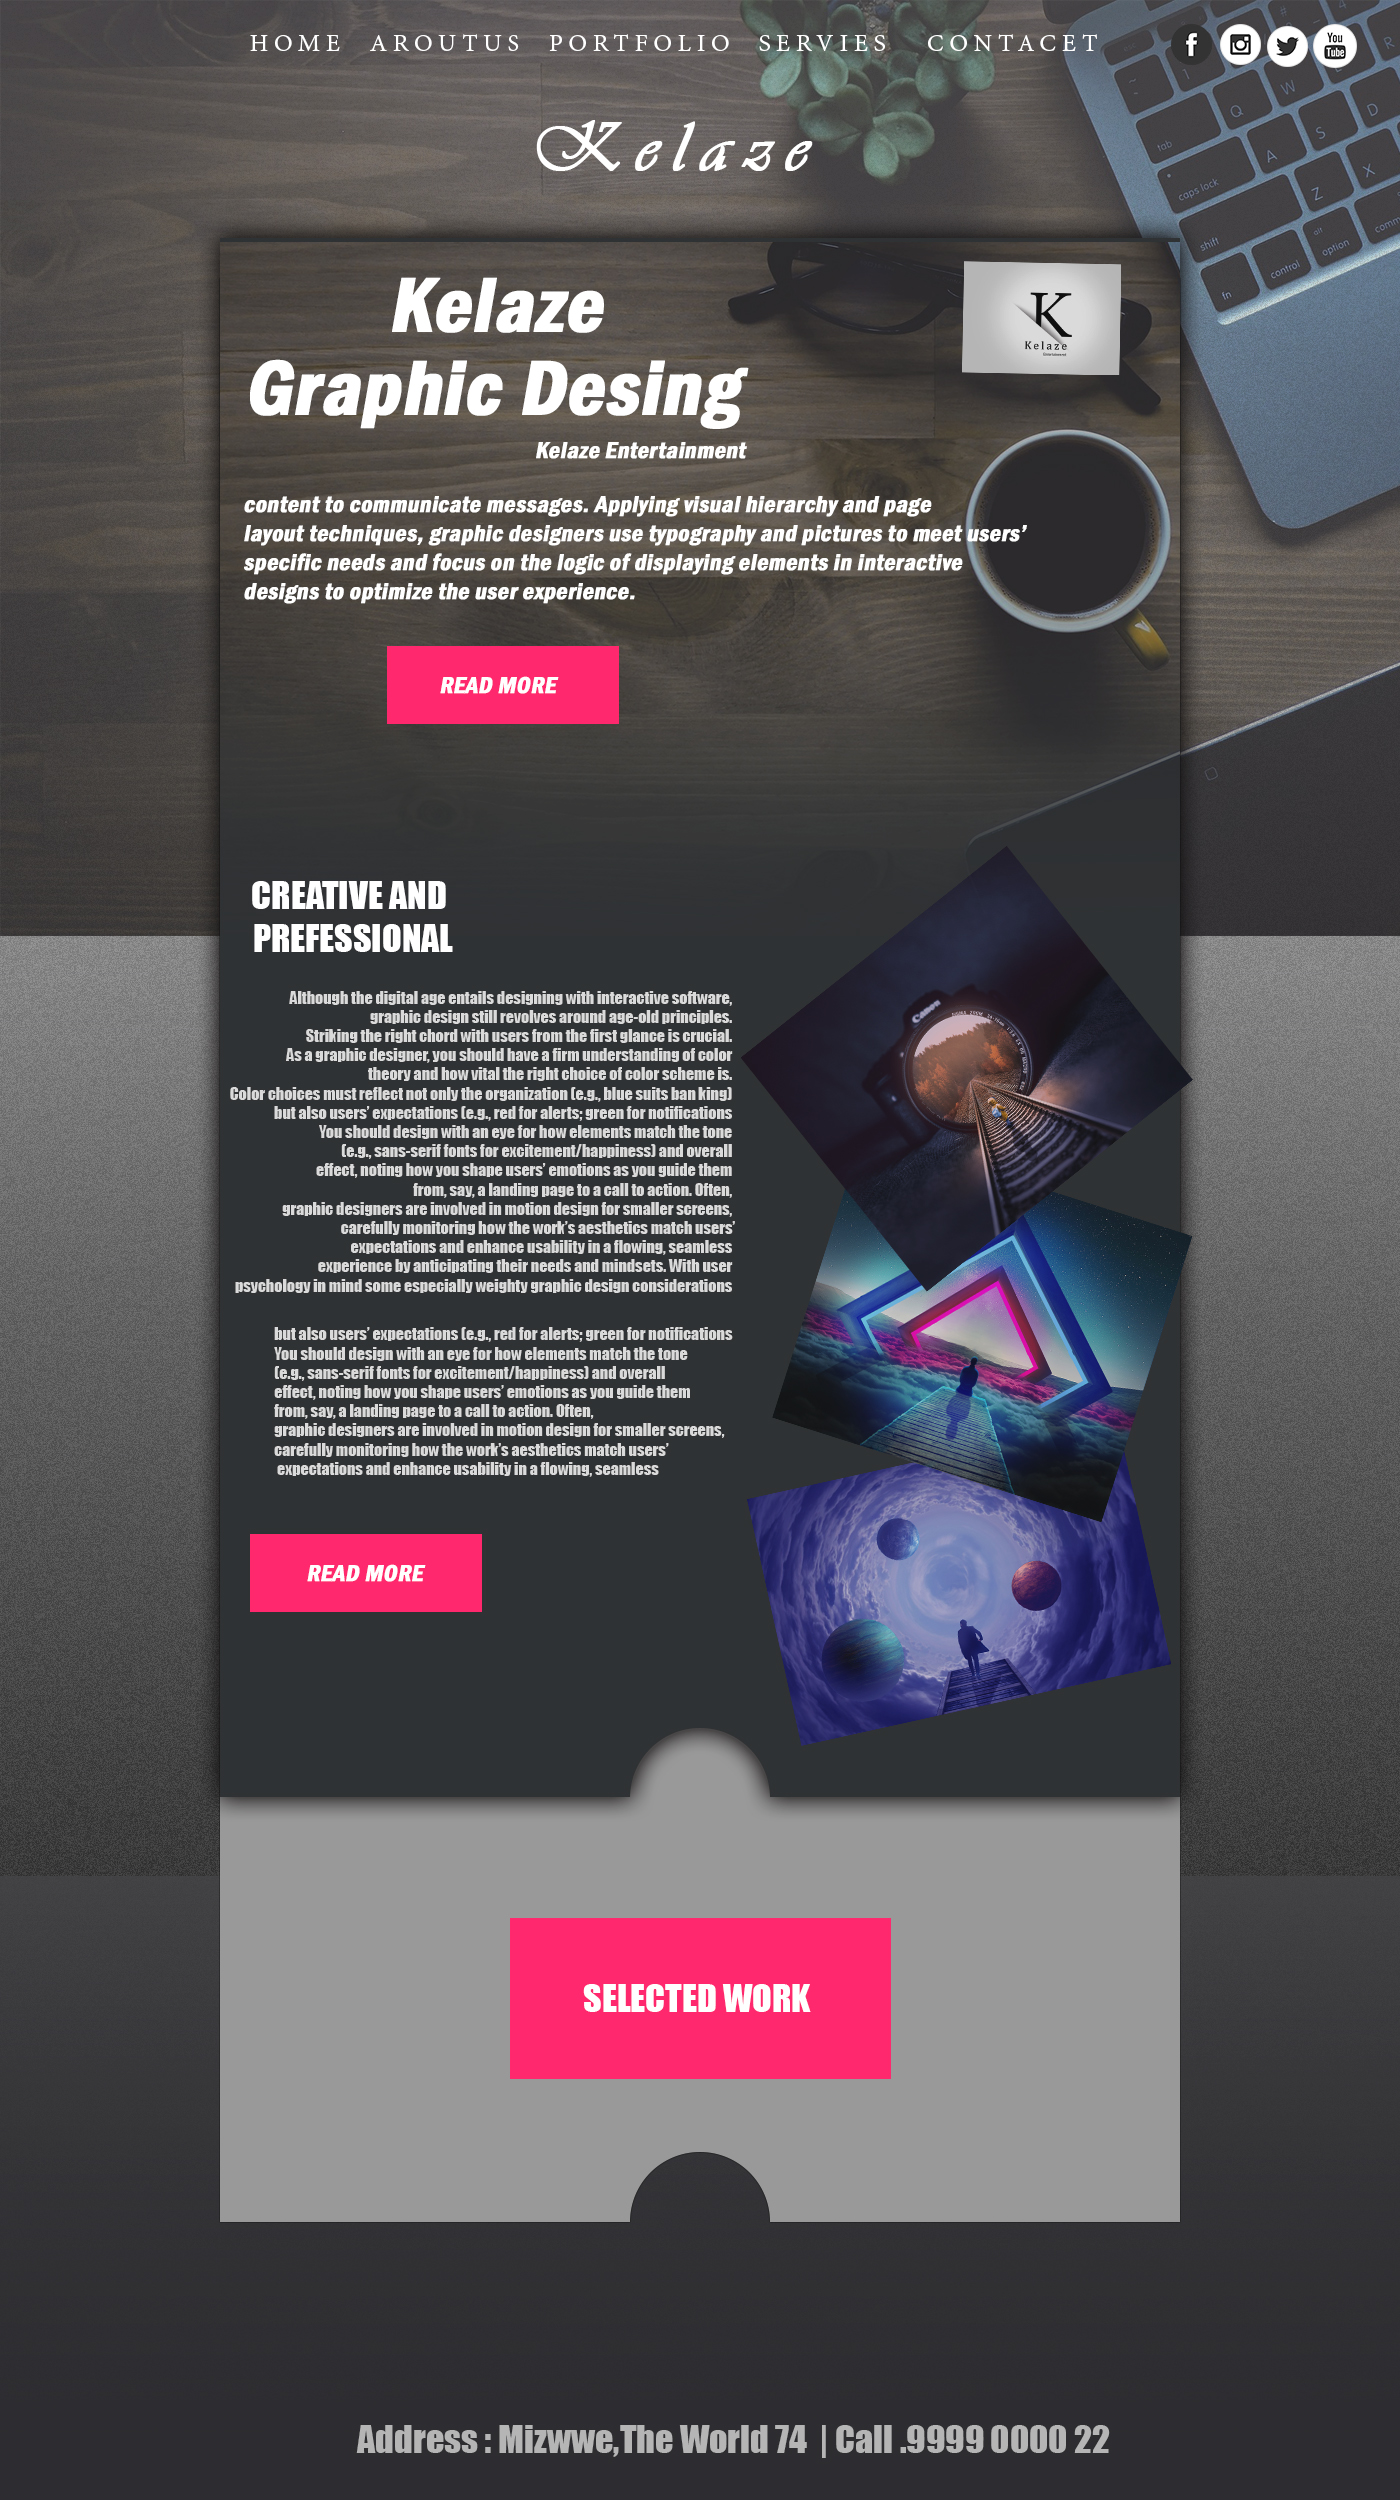 HOME AROUTUS PORTFOLIO SERVIES CONTACET
You
Tube
Kelaze
Kelaze
Graphic Desing
Kelaze Entertainment
K
Kelaze
Entertainment
content to communicate messages. Applying visual hierarchy and page
layout techniques, graphic designers use typography and pictures to meet users’
specific needs and focus on the logic of displaying elements in interactive
designs to optimize the user experience.
READ MORE
CREATIVE AND
PREFESSIONAL
Although the digital age entails designing with interactive software,
graphic design still revolves around age-old principles.
Striking the right chord with users from the first glance is crucial.
As a graphic designer, you should have a firm understanding of color
theory and how vital the right choice of color scheme is.
Color choices must reflect not only the organization (e.g., blue suits ban king)
but also users’ expectations (e.g., red for alerts; green for notifications
You should design with an eye for how elements match the tone
(e.g., sans-serif fonts for excitement/happiness) and overall
effect, noting how you shape users’ emotions as you guide them
from, say, a landing page to a call to action. Often,
graphic designers are involved in motion design for smaller screens,
carefully monitoring how the work’s aesthetics match users’
expectations and enhance usability in a flowing, seamless
experience by anticipating their needs and mindsets. With user
psychology in mind some especially weighty graphic design considerations
but also users’ expectations (e.g., red for alerts; green for notifications
You should design with an eye for how elements match the tone
(e.g., sans-serif fonts for excitement/happiness) and overall
effect, noting how you shape users’ emotions as you guide them
from, say, a landing page to a call to action. Often,
graphic designers are involved in motion design for smaller screens,
carefully monitoring how the work’s aesthetics match users’
expectations and enhance usability in a flowing, seamless
READ MORE
Canon
SELECTED WORK
Address : Mizwwe,The World 74 | Call .9999 0000 22
tab
Q
W
caps lock
A
S
D
shift
Z
X
fn
control
alt
option